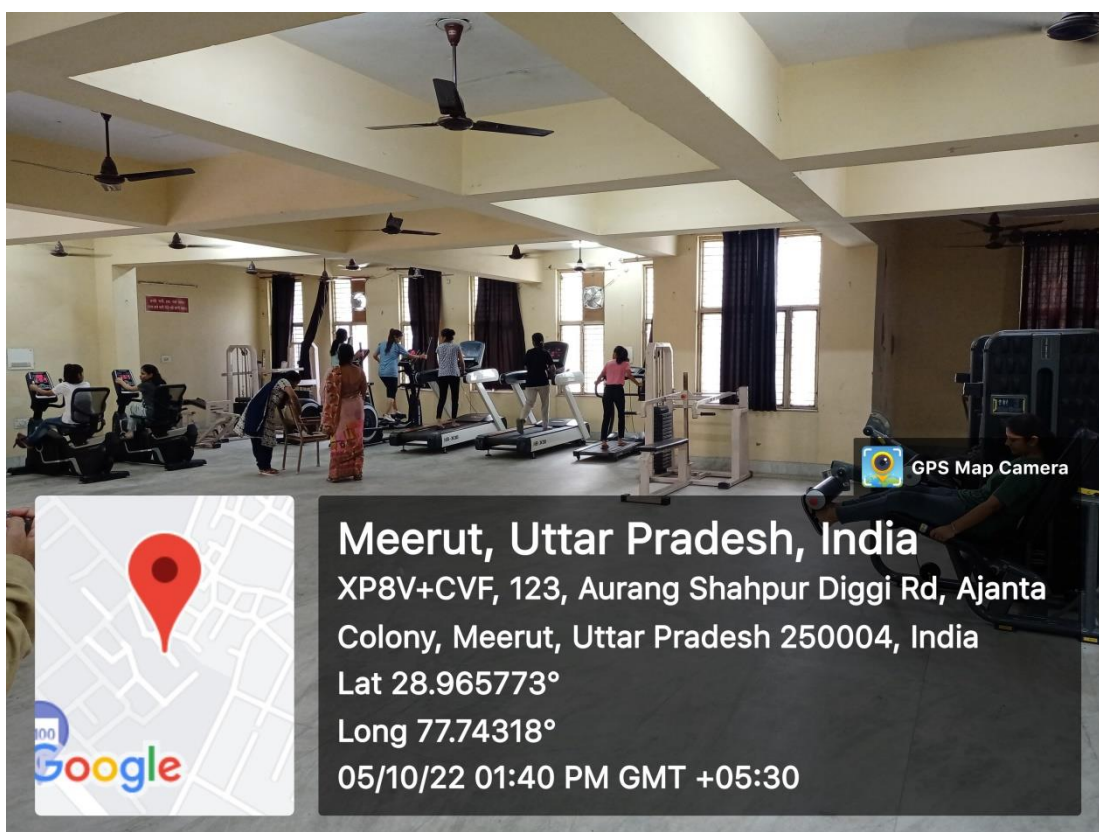 GPS Map Camera
Meerut, Uttar Pradesh, India
XP8V+CVF, 123, Aurang Shahpur Diggi Rd, Ajanta
Colony, Meerut, Uttar Pradesh 250004, India
Lat 28.965773°
Long 77.74318°
05/10/22 01:40 PM GMT +05:30
100
Google